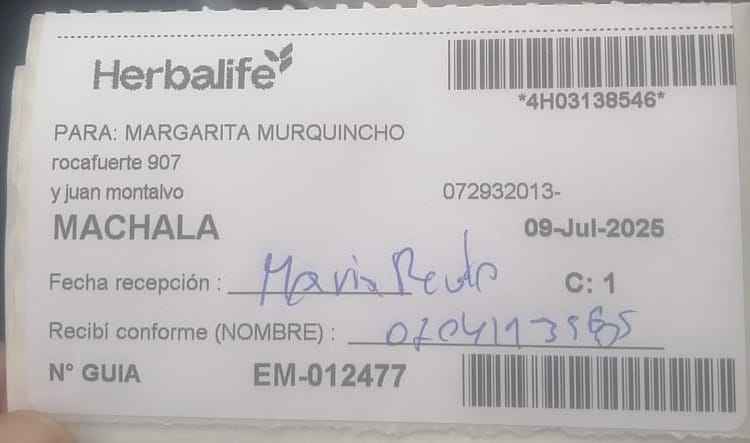 Herbalife
*4H03138546*
PARA: MARGARITA MURQUINCHO
rocafuerte 907
y juan montalvo
072932013-
MACHALA
09-Jul-2025
Fecha recepción : Maria
C: 1
Recibí conforme (NOMBRE) :
N° GUIA EM-012477